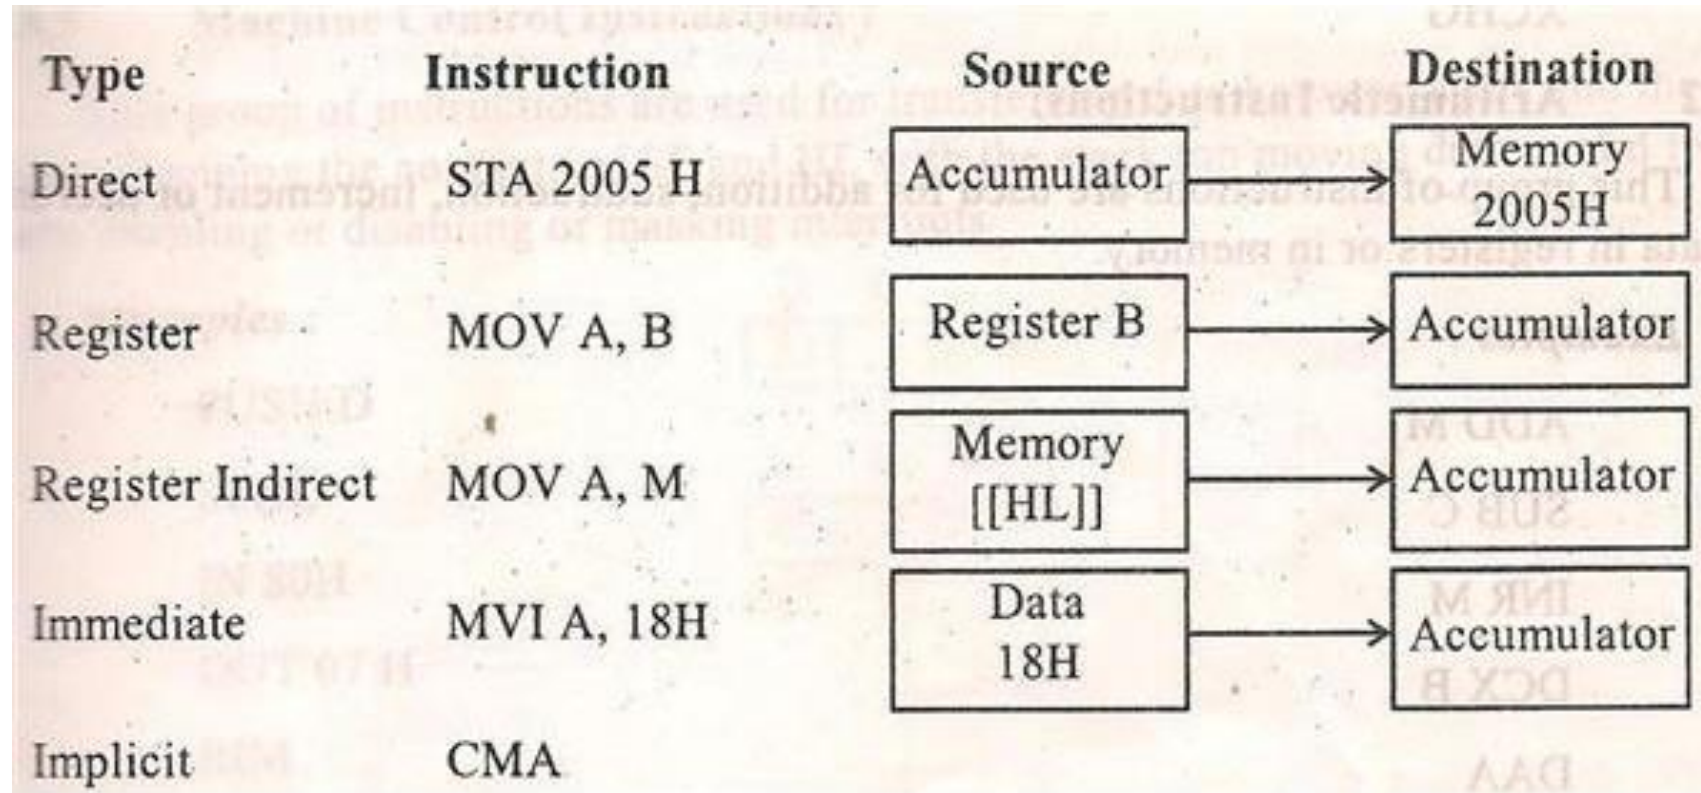 Type Instruction Source Destination
Direct STA 2005 H Accumulator Memory 2005H
Register MOV A, B Register B Accumulator
Register Indirect MOV A, M Memory [[HL]] Accumulator
Immediate MVI A, 18H Data 18H Accumulator
Implicit CMA